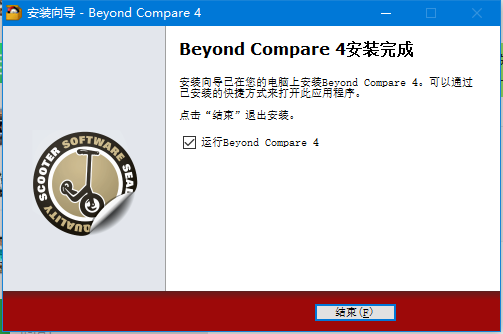 安装向导 - Beyond Compare 4
Beyond Compare 4安装完成
安装向导已在您的电脑上安装Beyond Compare 4。可以通过
已安装的快捷方式来打开此应用程序。
点击“结束”退出安装。
运行Beyond Compare 4
SCOOTER SOFTWARE SEAL
QUALITY
结束(F)